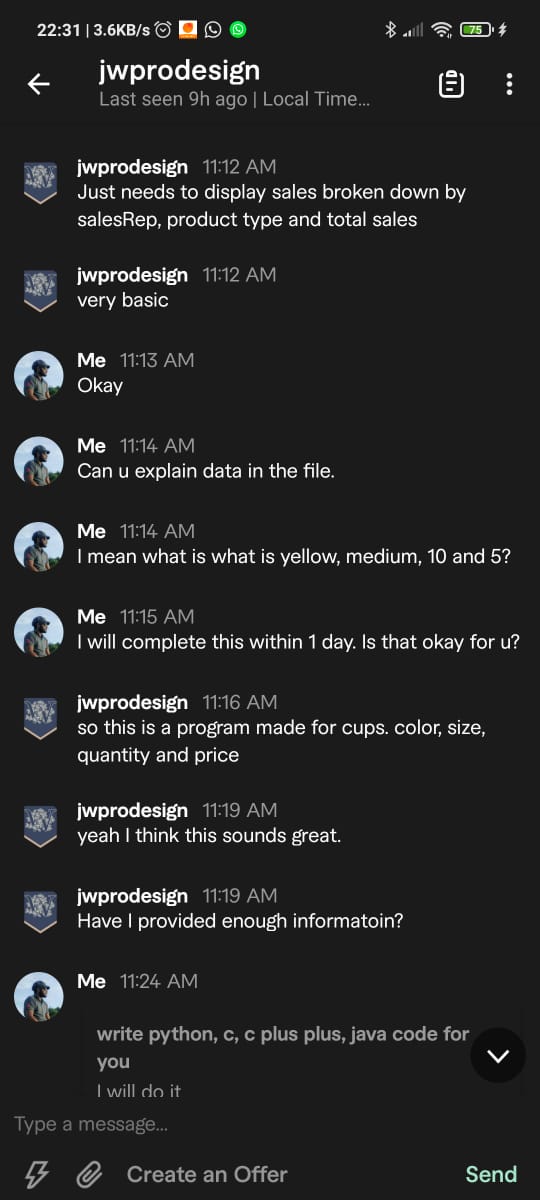 22:31 | 3.6KB/s
75
jwprodesign
Last seen 9h ago | Local Time...
jwprodesign 11:12 AM
Just needs to display sales broken down by
salesRep, product type and total sales
jwprodesign 11:12 AM
very basic
Me 11:13 AM
Okay
Me 11:14 AM
Can u explain data in the file.
Me 11:14 AM
I mean what is what is yellow, medium, 10 and 5?
Me 11:15 AM
I will complete this within 1 day. Is that okay for u?
jwprodesign 11:16 AM
so this is a program made for cups. color, size,
quantity and price
jwprodesign 11:19 AM
yeah I think this sounds great.
jwprodesign 11:19 AM
Have I provided enough informatoin?
Me 11:24 AM
write python, c, c plus plus, java code for
you
I will do it
Type a message...
Create an Offer
Send